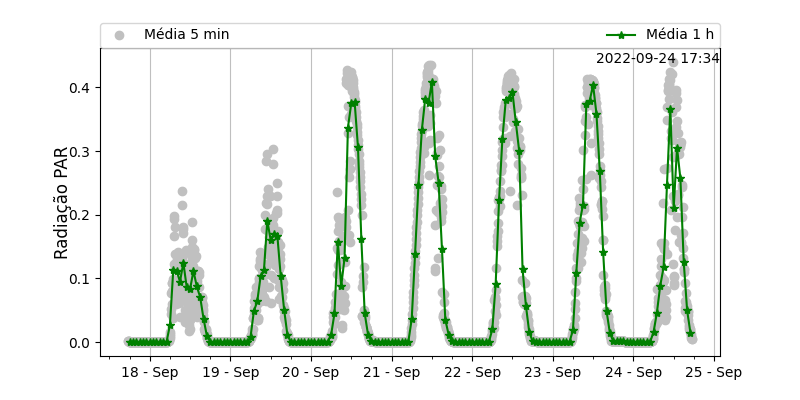 Média 5 min
Média 1 h
2022-09-24 17:34
Radiação PAR
0.4
0.3
0.2
0.1
0.0
18 - Sep
19 - Sep
20 - Sep
21 - Sep
22 - Sep
23 - Sep
24 - Sep
25 - Sep